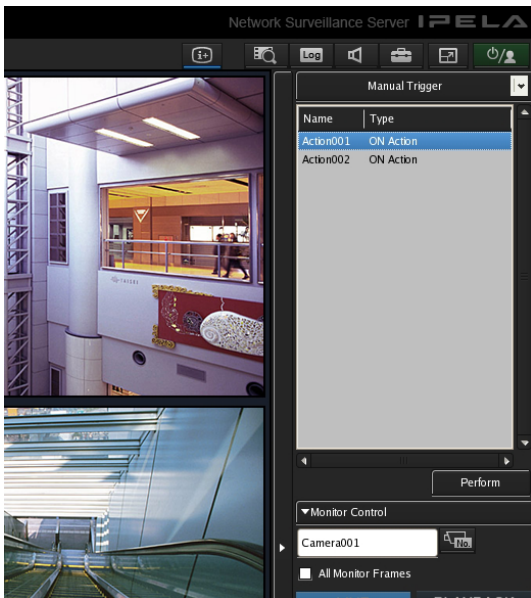 Network Surveillance Server IPELA
Log
Manual Trigger
Name Type
Action001 ON Action
Action002 ON Action
Perform
Monitor Control
Camera001
No.
All Monitor Frames